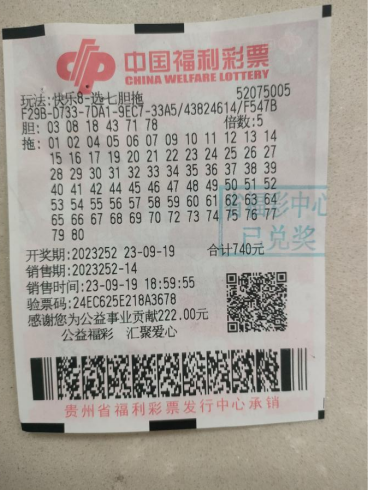 中国福利彩票
CHINA WELFARE LOTTERY
玩法:快乐8-选七胆拖 52075005
F29B-D733-7DA1-9EC7-33A5/43824614/F547B
胆: 03 08 18 43 71 78 倍数:5
拖: 01 02 04 05 06 07 09 10 11 12 13 14
15 16 17 19 20 21 22 23 24 25 26 27
28 29 30 31 32 33 34 35 36 37 38 39
40 41 42 44 45 46 47 48 49 50 51 52
53 54 55 56 57 58 59 60 61 62 63 64
65 66 67 68 69 70 72 73 74 75 76 77
79 80
省福彩中心
已兑奖
开奖期:2023252 23-09-19 合计740元
销售期:2023252-14
销售时间:23-09-19 18:59:55
验票码:24EC625E218A3678
感谢您为公益事业贡献222.00元
公益福彩 汇聚爱心
贵州省福利彩票发行中心承销